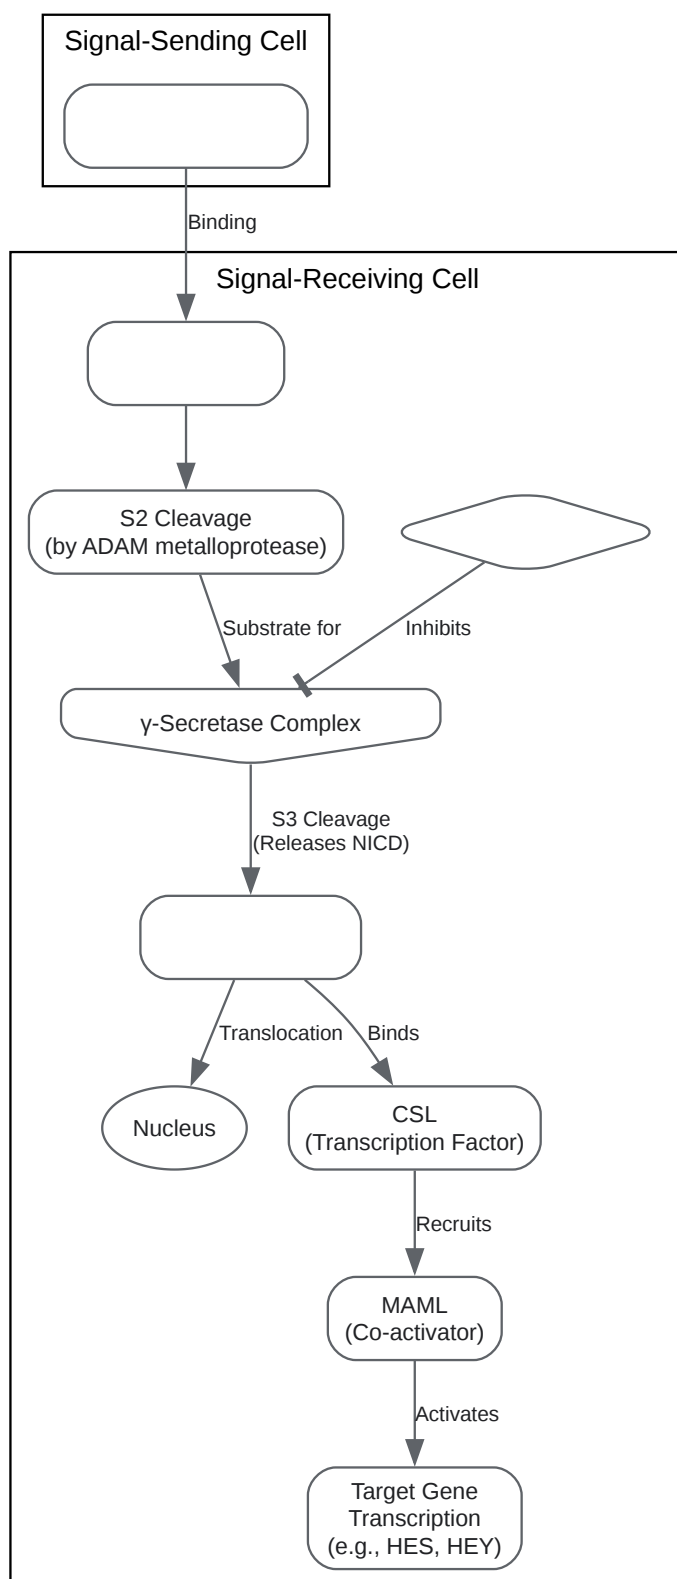 Signal-Sending Cell
Binding
Signal-Receiving Cell
S2 Cleavage
(by ADAM metalloprotease)
Substrate for
Inhibits
γ-Secretase Complex
S3 Cleavage
(Releases NICD)
Translocation
Binds
Nucleus
CSL
(Transcription Factor)
Recruits
MAML
(Co-activator)
Activates
Target Gene
Transcription
(e.g., HES, HEY)